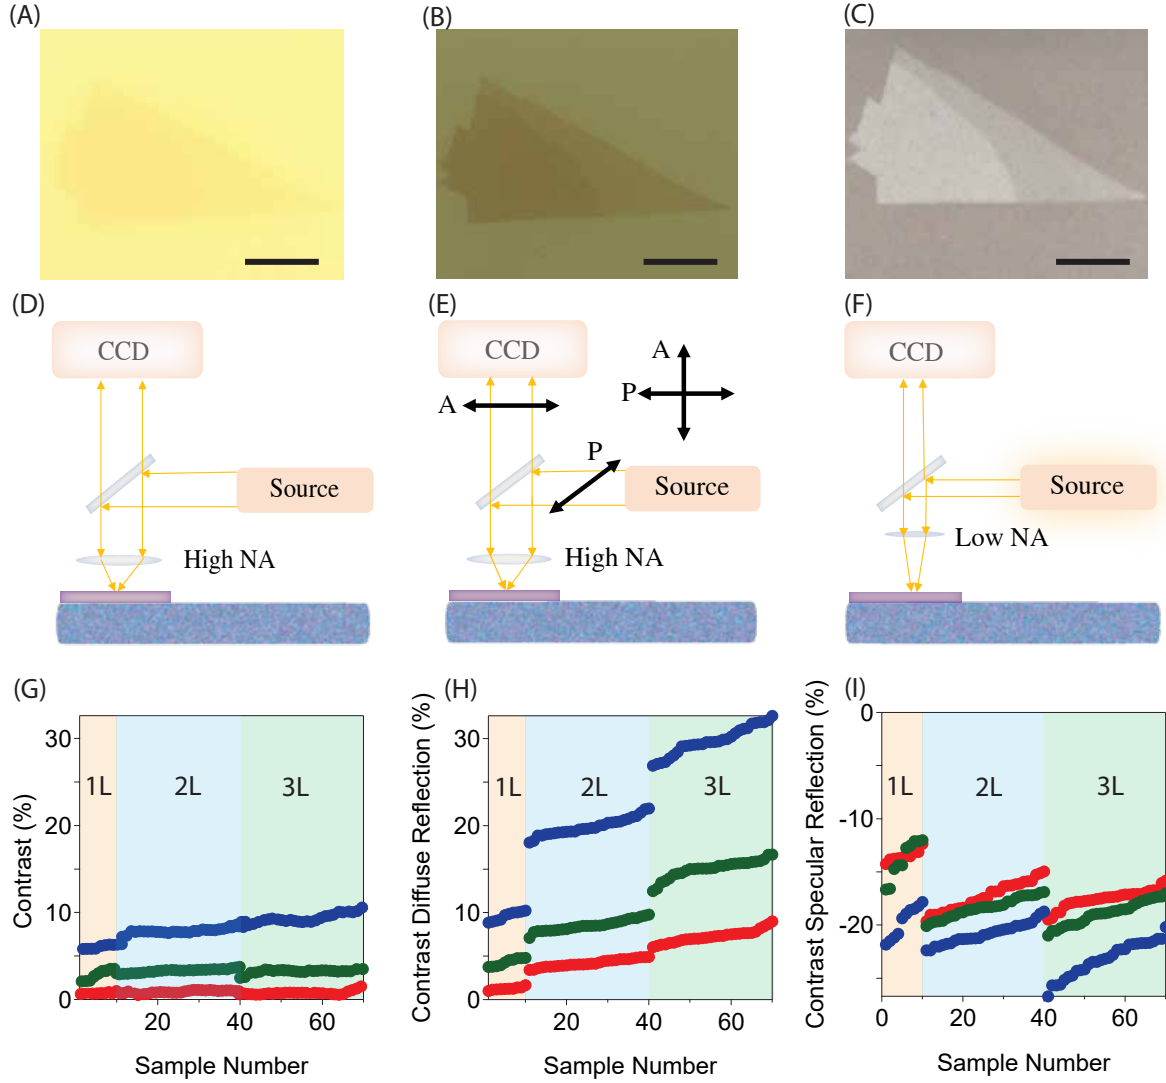 (A)
(B)
(C)
(D)
CCD
Source
High NA
(E)
CCD
A
P
Source
High NA
A
P
(F)
CCD
Source
Low NA
(G)
Contrast (%)
30
20
10
0
1L
2L
3L
20
40
60
Sample Number
(H)
Contrast Diffuse Reflection (%)
30
20
10
0
1L
2L
3L
20
40
60
Sample Number
(I)
Contrast Specular Reflection (%)
0
-10
-20
1L
2L
3L
0
20
40
60
Sample Number